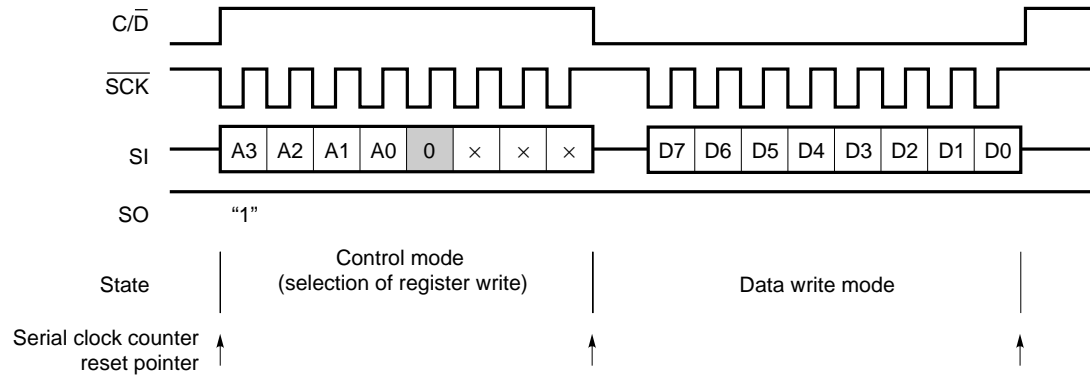 C/D̅
S̅C̅K̅
SI A3 A2 A1 A0 0 × × × D7 D6 D5 D4 D3 D2 D1 D0
SO “1”
Control mode
State (selection of register write) Data write mode
Serial clock counter
reset pointer